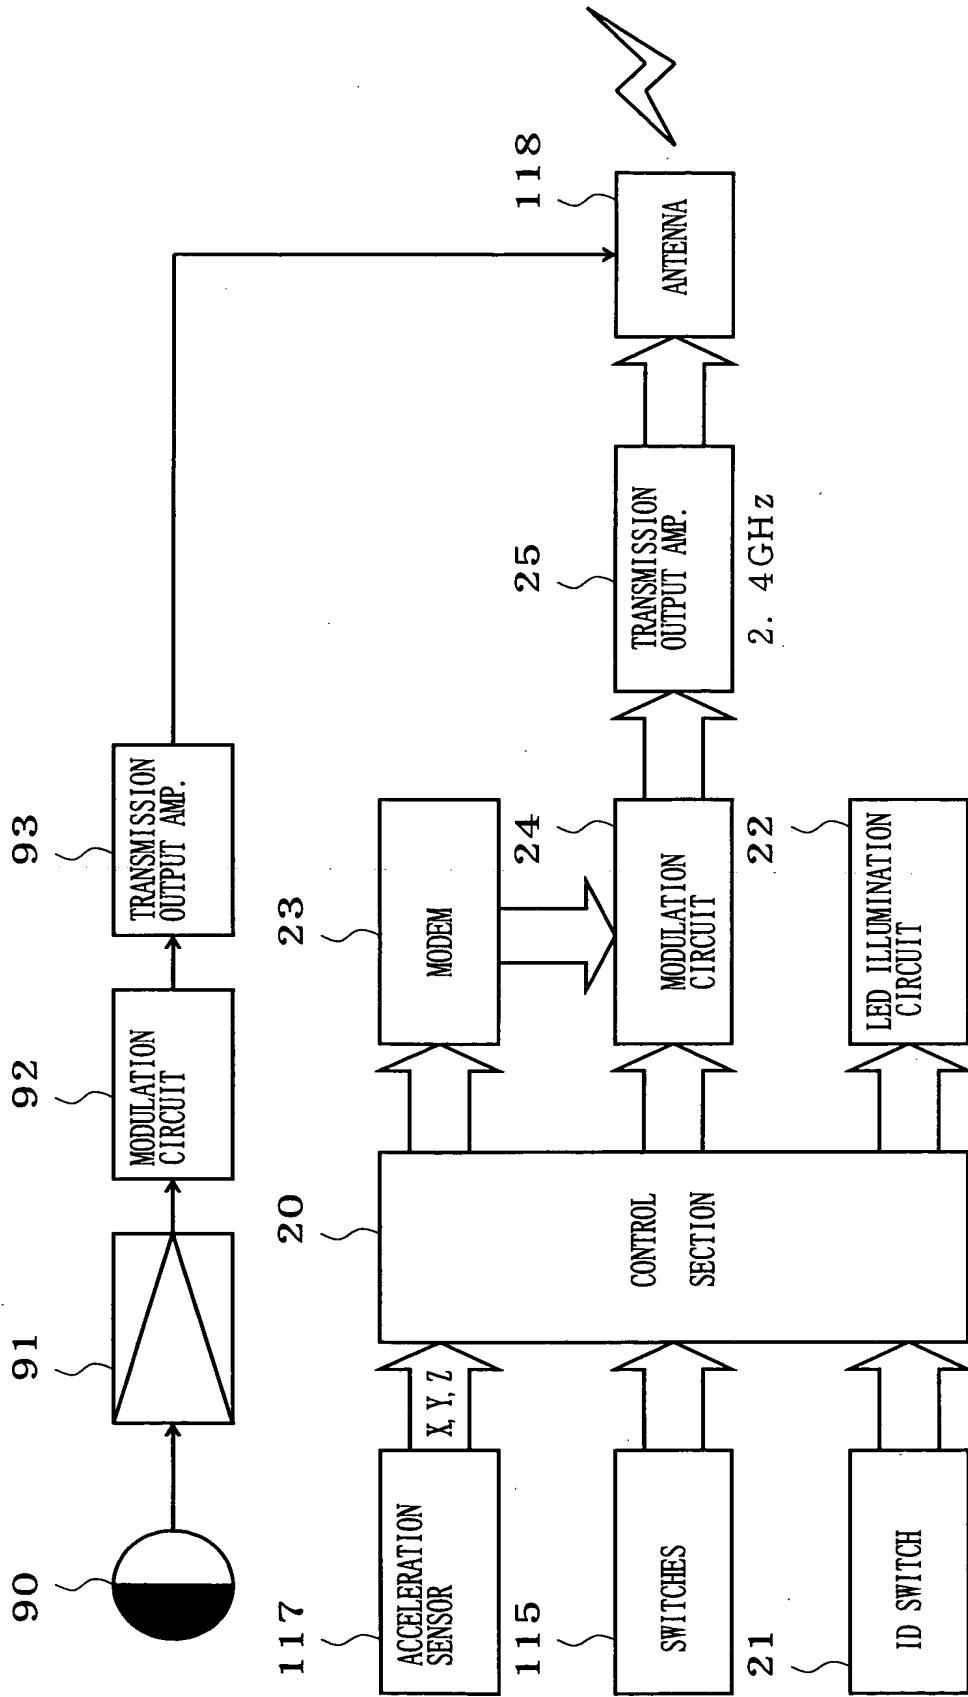 90
91
92
93
TRANSMISSION
OUTPUT AMP.
MODULATION
CIRCUIT
117
ACCELERATION
SENSOR
X, Y, Z
20
CONTROL
SECTION
23
MODEM
115
SWITCHES
24
MODULATION
CIRCUIT
25
TRANSMISSION
OUTPUT AMP.
2. 4GHz
118
ANTENNA
21
ID SWITCH
22
LED ILLUMINATION
CIRCUIT